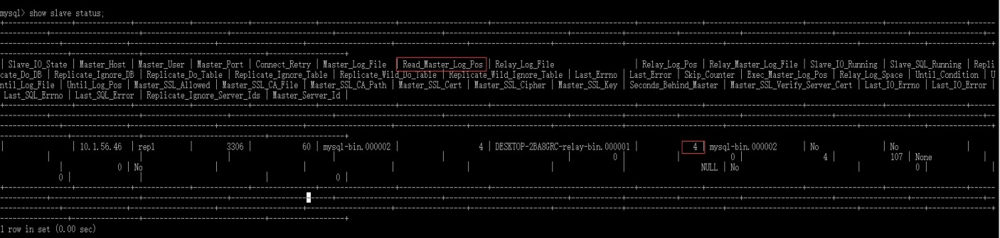 mysql> show slave status;
| Slave_IO_State | Master_Host | Master_User | Master_Port | Connect_Retry | Master_Log_File | Read_Master_Log_Pos | Relay_Log_File | Relay_Log_Pos | Relay_Master_Log_File | Slave_IO_Running | Slave_SQL_Running | Repli
cate_Do_DB | Replicate_Ignore_DB | Replicate_Do_Table | Replicate_Ignore_Table | Replicate_Wild_Do_Table | Replicate_Wild_Ignore_Table | Last_Errno | Last_Error | Skip_Counter | Exec_Master_Log_Pos | Relay_Log_Space | Until_Condition | U
ntil_Log_File | Until_Log_Pos | Master_SSL_Allowed | Master_SSL_CA_File | Master_SSL_CA_Path | Master_SSL_Cert | Master_SSL_Cipher | Master_SSL_Key | Seconds_Behind_Master | Master_SSL_Verify_Server_Cert | Last_IO_Errno | Last_IO_Error |
Last_SQL_Errno | Last_SQL_Error | Replicate_Ignore_Server_Ids | Master_Server_Id |
| | 10.1.56.46 | rep1 | 3306 | 60 | mysql-bin.000002 | 4 | DESKTOP-2BA8GRC-relay-bin.000001 | 4 | mysql-bin.000002 | No | No |
| | | | | | 0 | | 0 | 4 | 107 | None
| 0 | No | | | | | | NULL | No | 0 | |
0 | | | 0 |
1 row in set (0.00 sec)